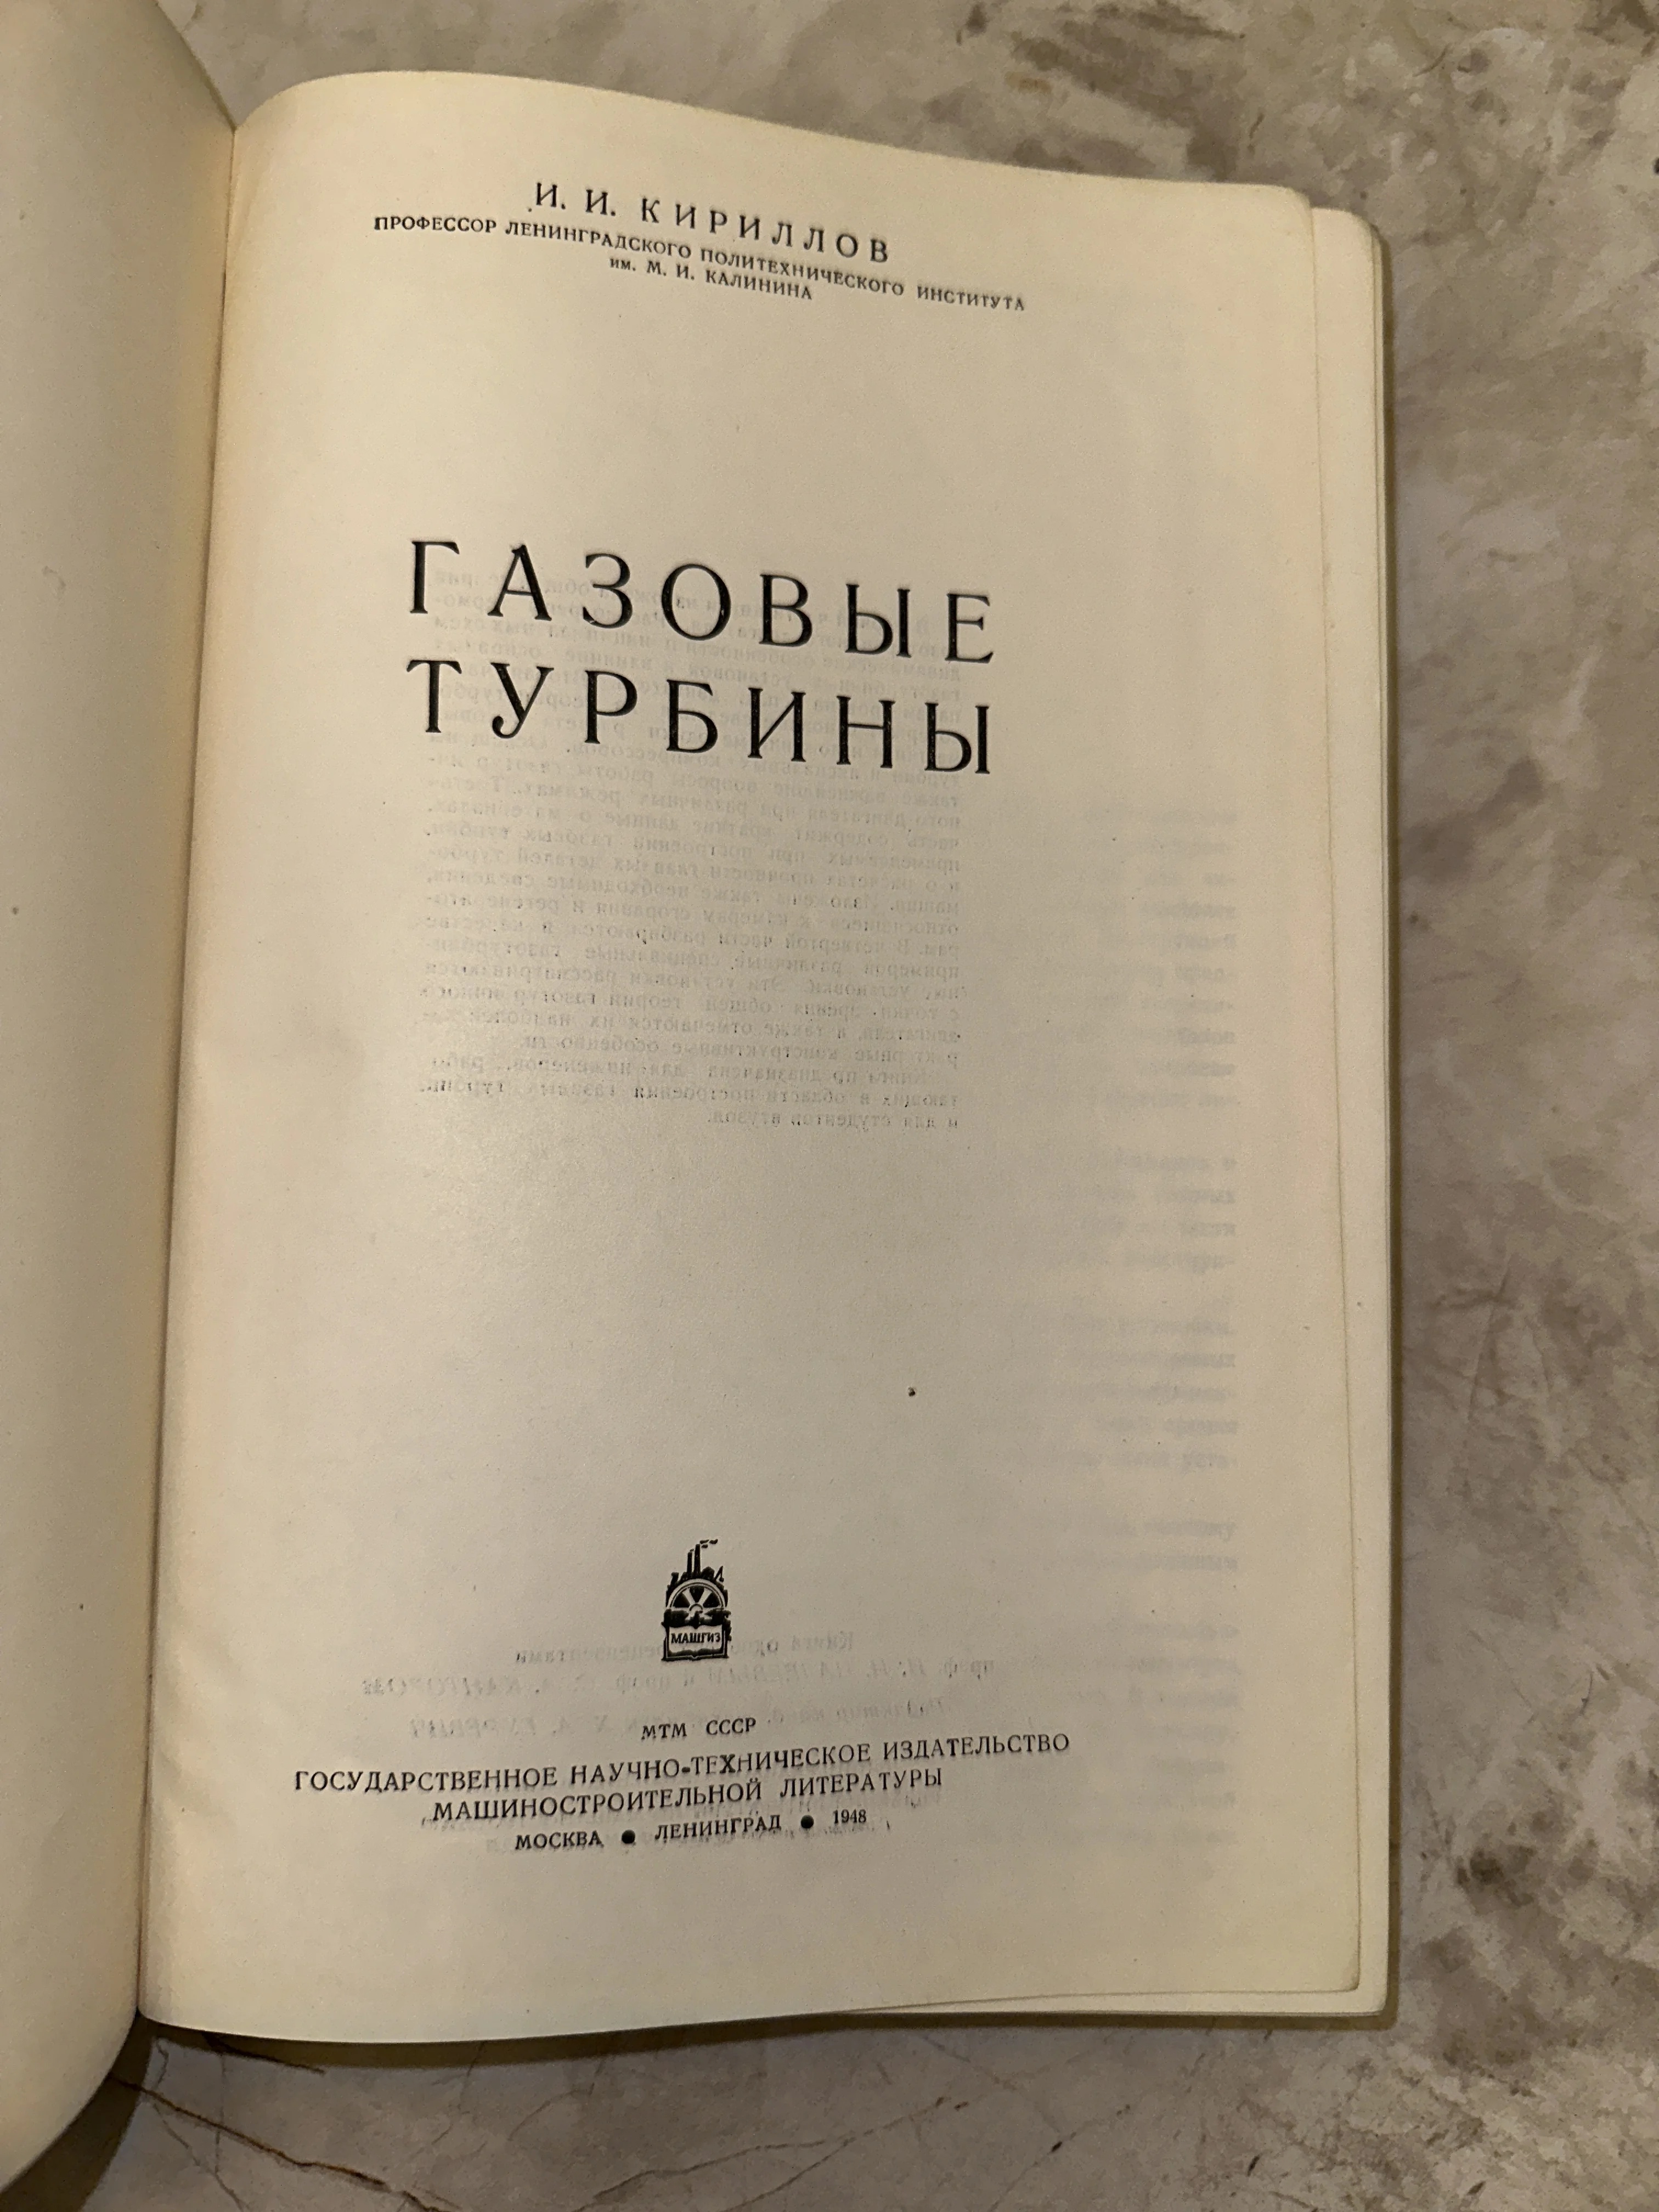 И. И. КИРИЛЛОВ
ПРОФЕССОР ЛЕНИНГРАДСКОГО ПОЛИТЕХНИЧЕСКОГО ИНСТИТУТА
им. М. И. КАЛИНИНА
ГАЗОВЫЕ
ТУРБИНЫ
МАШГИЗ
МТМ СССР
ГОСУДАРСТВЕННОЕ НАУЧНО-ТЕХНИЧЕСКОЕ ИЗДАТЕЛЬСТВО
МАШИНОСТРОИТЕЛЬНОЙ ЛИТЕРАТУРЫ
МОСКВА ● ЛЕНИНГРАД ● 1948